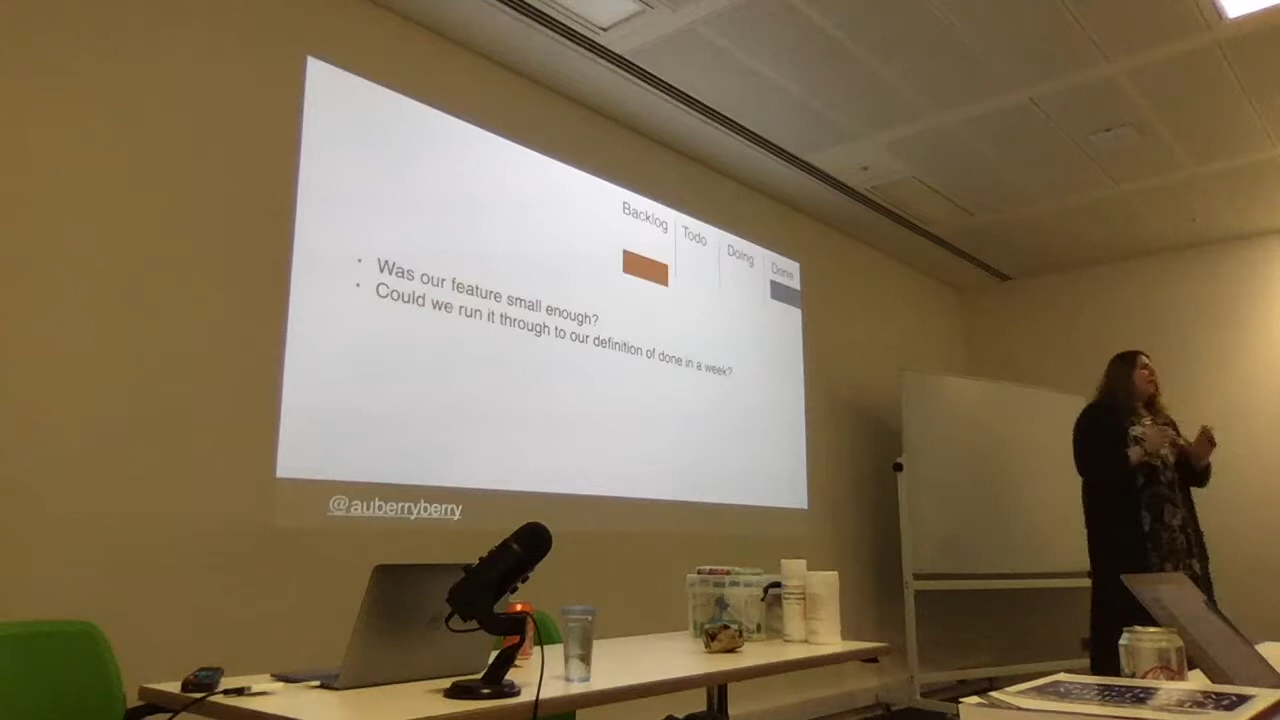 Backlog
Todo
Doing
Done
• Was our feature small enough?
• Could we run it through to our definition of done in a week?
@auberryberry